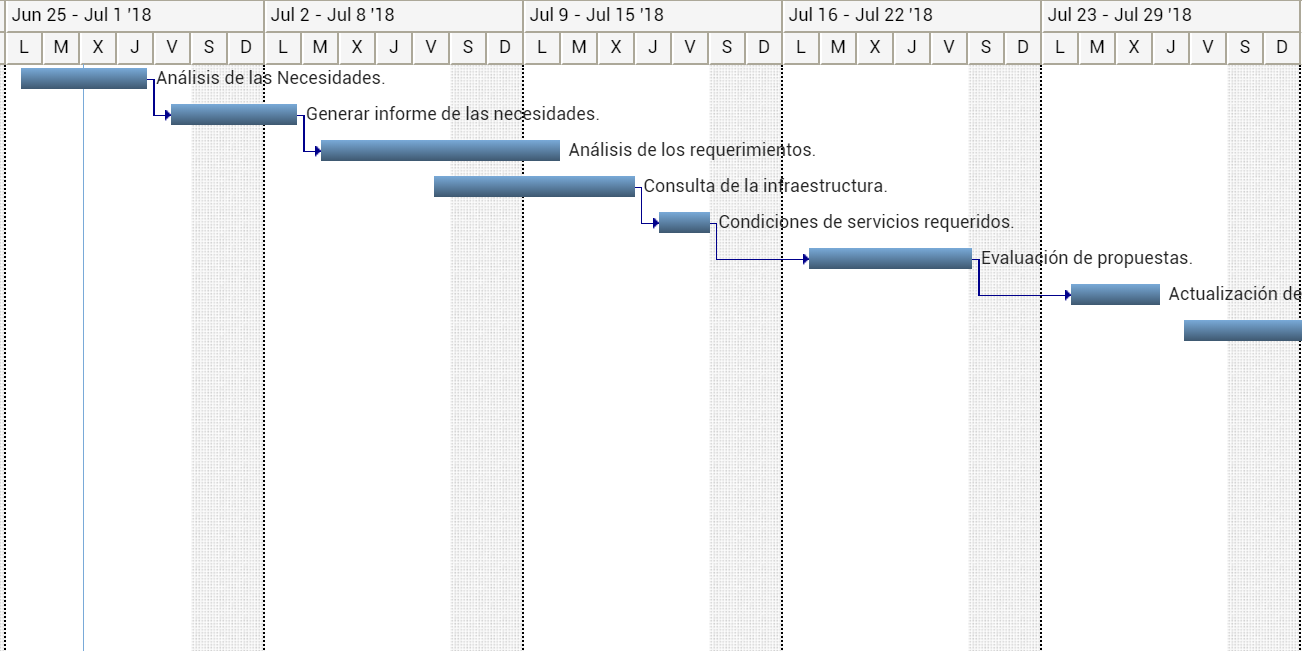 Jun 25 - Jul 1 '18 Jul 2 - Jul 8 '18 Jul 9 - Jul 15 '18 Jul 16 - Jul 22 '18 Jul 23 - Jul 29 '18
L M X J V S D L M X J V S D L M X J V S D L M X J V S D L M X J V S D
Análisis de las Necesidades.
Generar informe de las necesidades.
Análisis de los requerimientos.
Consulta de la infraestructura.
Condiciones de servicios requeridos.
Evaluación de propuestas.
Actualización de